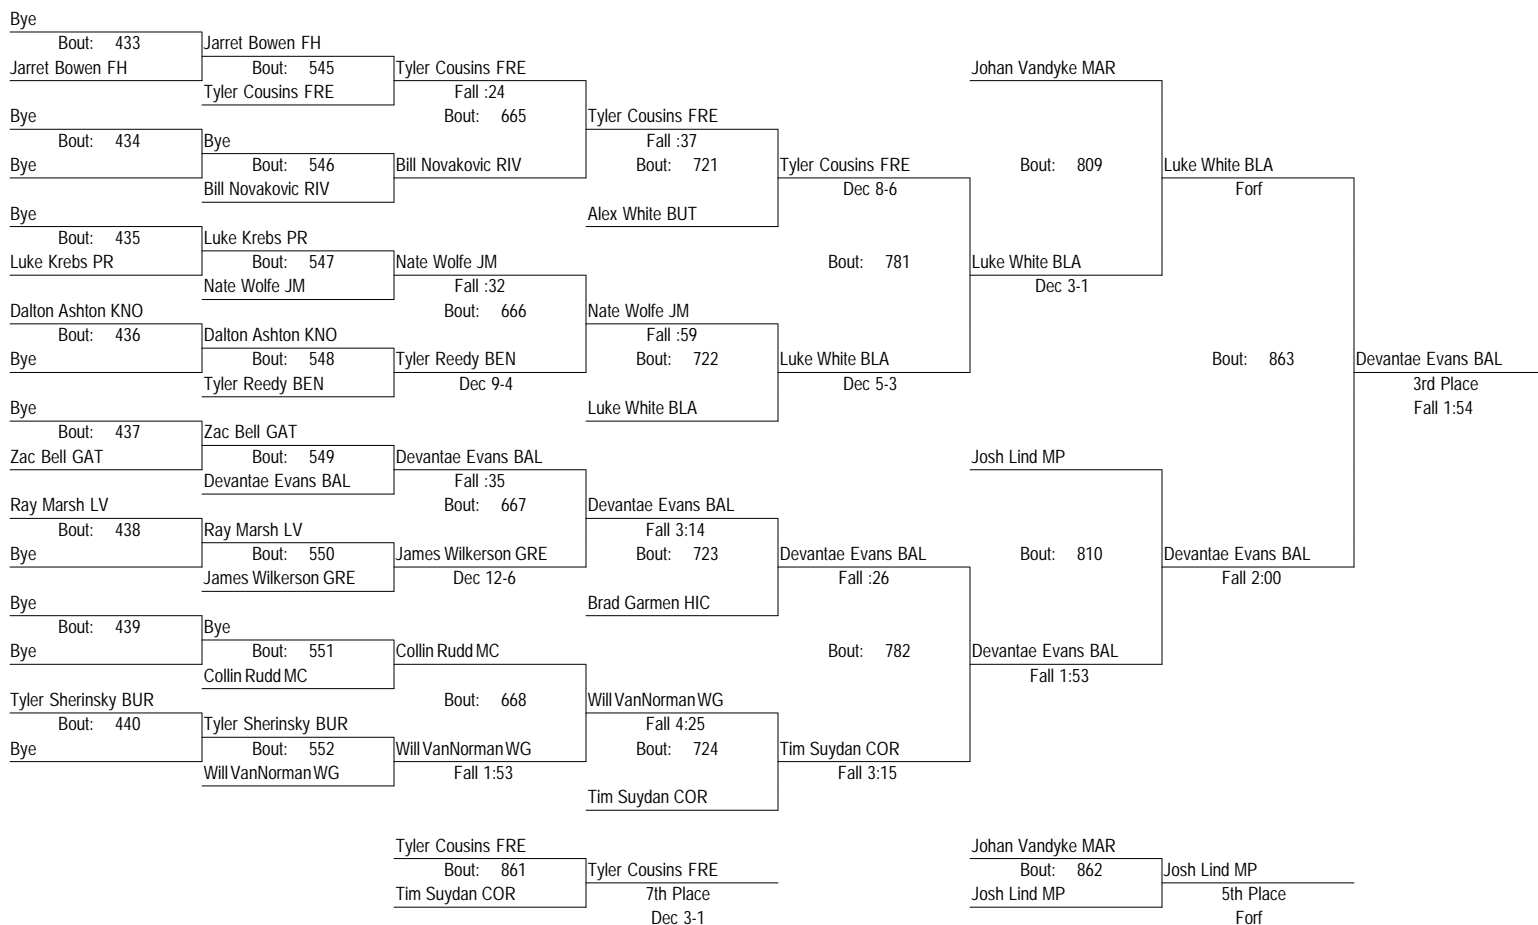 Bye
Bout: 433
Jarret Bowen FH
Jarret Bowen FH
Bout: 545
Tyler Cousins FRE
Tyler Cousins FRE
Fall :24
Bout: 665
Bye
Bout: 434
Bye
Bye
Bout: 546
Bill Novakovic RIV
Bill Novakovic RIV
Tyler Cousins FRE
Fall :37
Bout: 721
Alex White BUT
Tyler Cousins FRE
Dec 8-6
Bout: 781
Bye
Bout: 435
Luke Krebs PR
Luke Krebs PR
Bout: 547
Nate Wolfe JM
Nate Wolfe JM
Fall :32
Bout: 666
Dalton Ashton KNO
Bout: 436
Bye
Dalton Ashton KNO
Bout: 548
Tyler Reedy BEN
Tyler Reedy BEN
Dec 9-4
Nate Wolfe JM
Fall :59
Bout: 722
Luke White BLA
Luke White BLA
Dec 5-3
Johan Vandyke MAR
Bout: 809
Luke White BLA
Dec 3-1
Luke White BLA
Forf
Bout: 863
Devantae Evans BAL
3rd Place
Fall 1:54
Bye
Bout: 437
Zac Bell GAT
Zac Bell GAT
Bout: 549
Devantae Evans BAL
Devantae Evans BAL
Fall :35
Bout: 667
Ray Marsh LV
Bout: 438
Bye
Ray Marsh LV
Bout: 550
James Wilkerson GRE
James Wilkerson GRE
Dec 12-6
Devantae Evans BAL
Fall 3:14
Bout: 723
Brad Garmen HIC
Devantae Evans BAL
Fall :26
Bout: 782
Bye
Bout: 439
Bye
Bye
Bout: 551
Collin Rudd MC
Collin Rudd MC
Bout: 668
Tyler Sherinsky BUR
Bout: 440
Bye
Tyler Sherinsky BUR
Bout: 552
Will VanNorman WG
Will VanNorman WG
Fall 1:53
Will VanNorman WG
Fall 4:25
Bout: 724
Tim Suydan COR
Tim Suydan COR
Fall 3:15
Josh Lind MP
Bout: 810
Devantae Evans BAL
Fall 1:53
Devantae Evans BAL
Fall 2:00
Tyler Cousins FRE
Bout: 861
Tim Suydan COR
Tyler Cousins FRE
7th Place
Dec 3-1
Johan Vandyke MAR
Bout: 862
Josh Lind MP
Josh Lind MP
5th Place
Forf